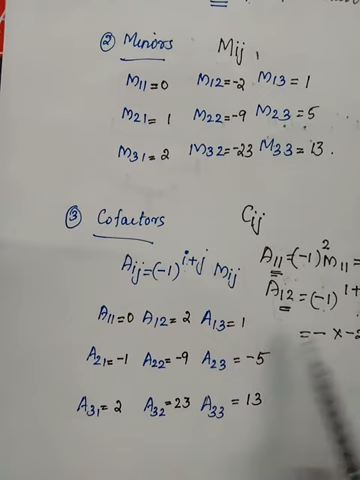 ② Minors Mij,
M11=0 M12=-2 M13=1
M21=1 M22=-9 M23=5
M31=2 M32=-23 M33=13.
③ Cofactors Cij
Aij=(-1)^i+j Mij
A11=(-1)^2 M11=
A12=(-1)^1+
=-x-2
A11=0 A12=2 A13=1
A21=-1 A22=-9 A23=-5
A31=2 A32=23 A33=13